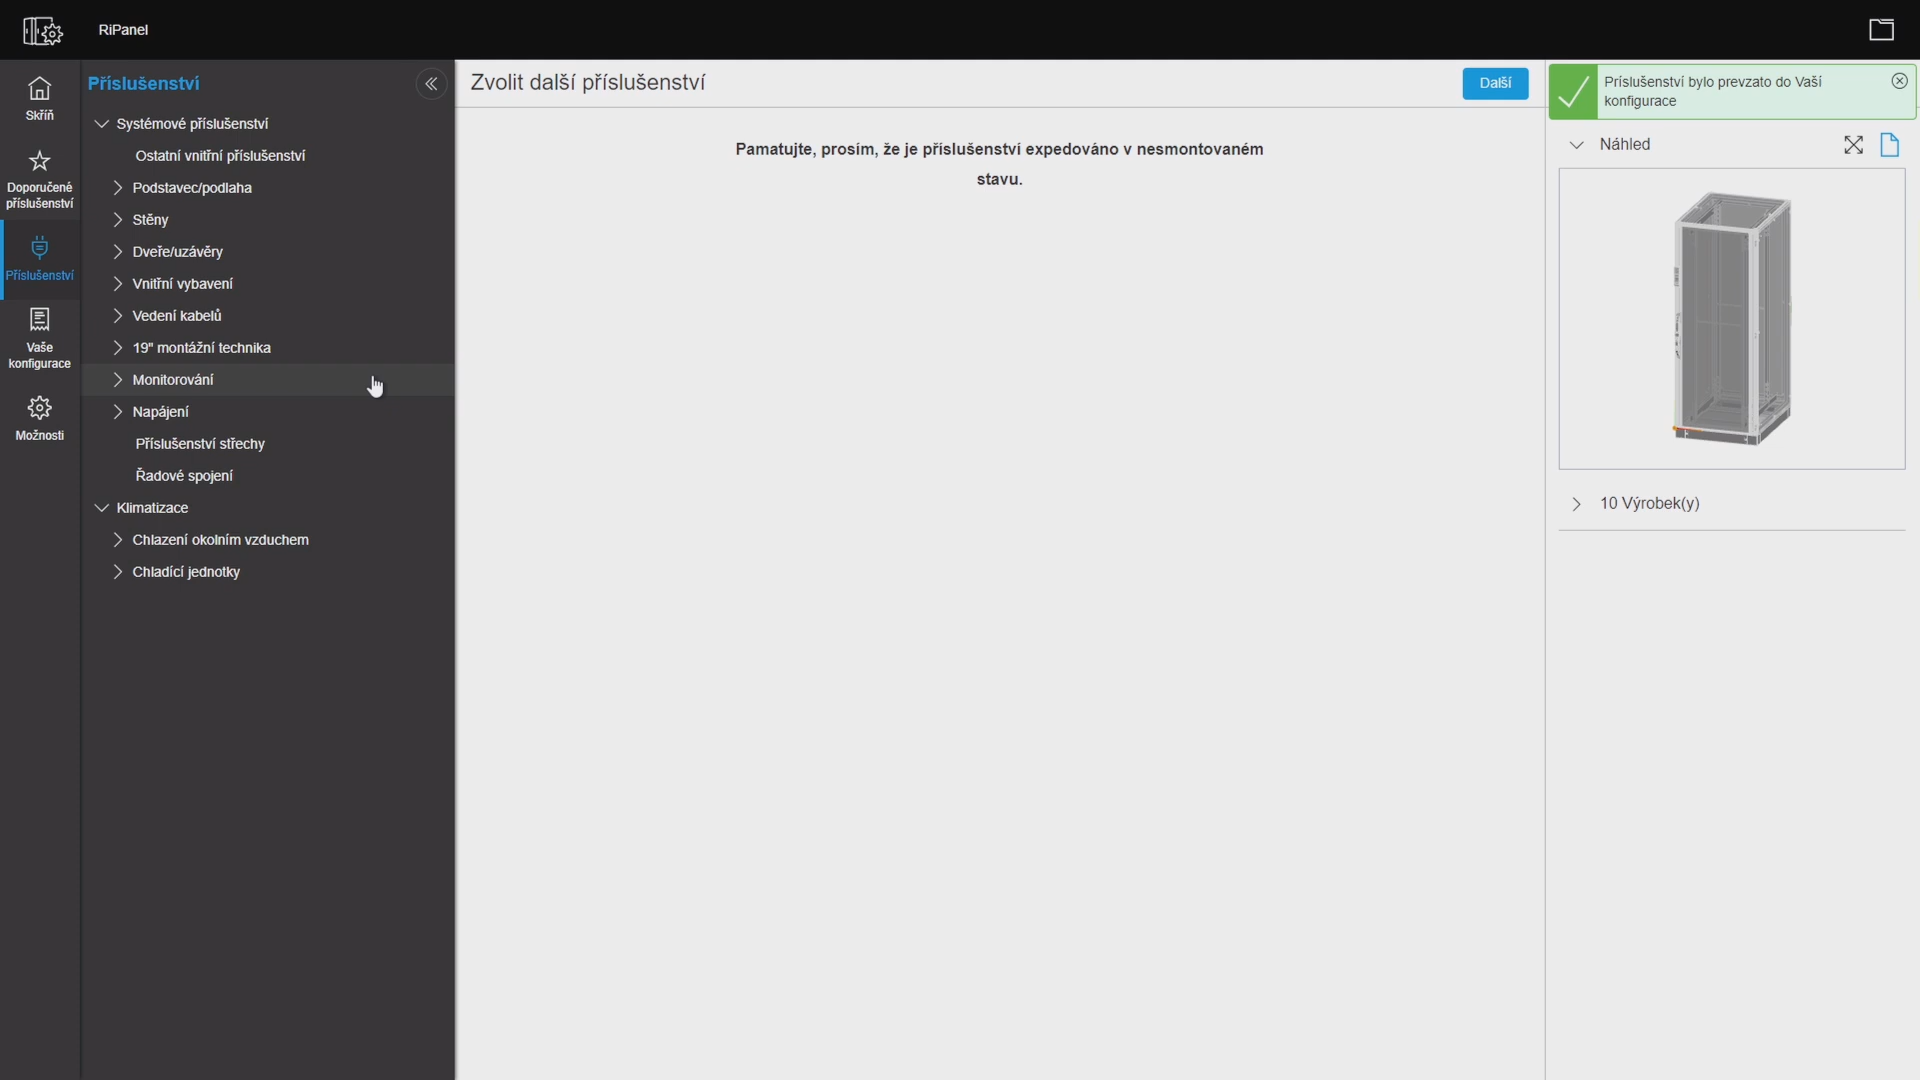 RiPanel
Skříň
Doporučené
příslušenství
Příslušenství
Vaše
konfigurace
Možnosti
Příslušenství
Systémové příslušenství
Ostatní vnitřní příslušenství
Podstavec/podlaha
Stěny
Dveře/uzávěry
Vnitřní vybavení
Vedení kabelů
19" montážní technika
Monitorování
Napájení
Příslušenství střechy
Řadové spojení
Klimatizace
Chlazení okolním vzduchem
Chladící jednotky
Zvolit další příslušenství
Další
Pamatujte, prosím, že je příslušenství expedováno v nesmontovaném
stavu.
Príslušenství bylo prevzato do Vaší
konfigurace
Náhled
10 Výrobek(y)